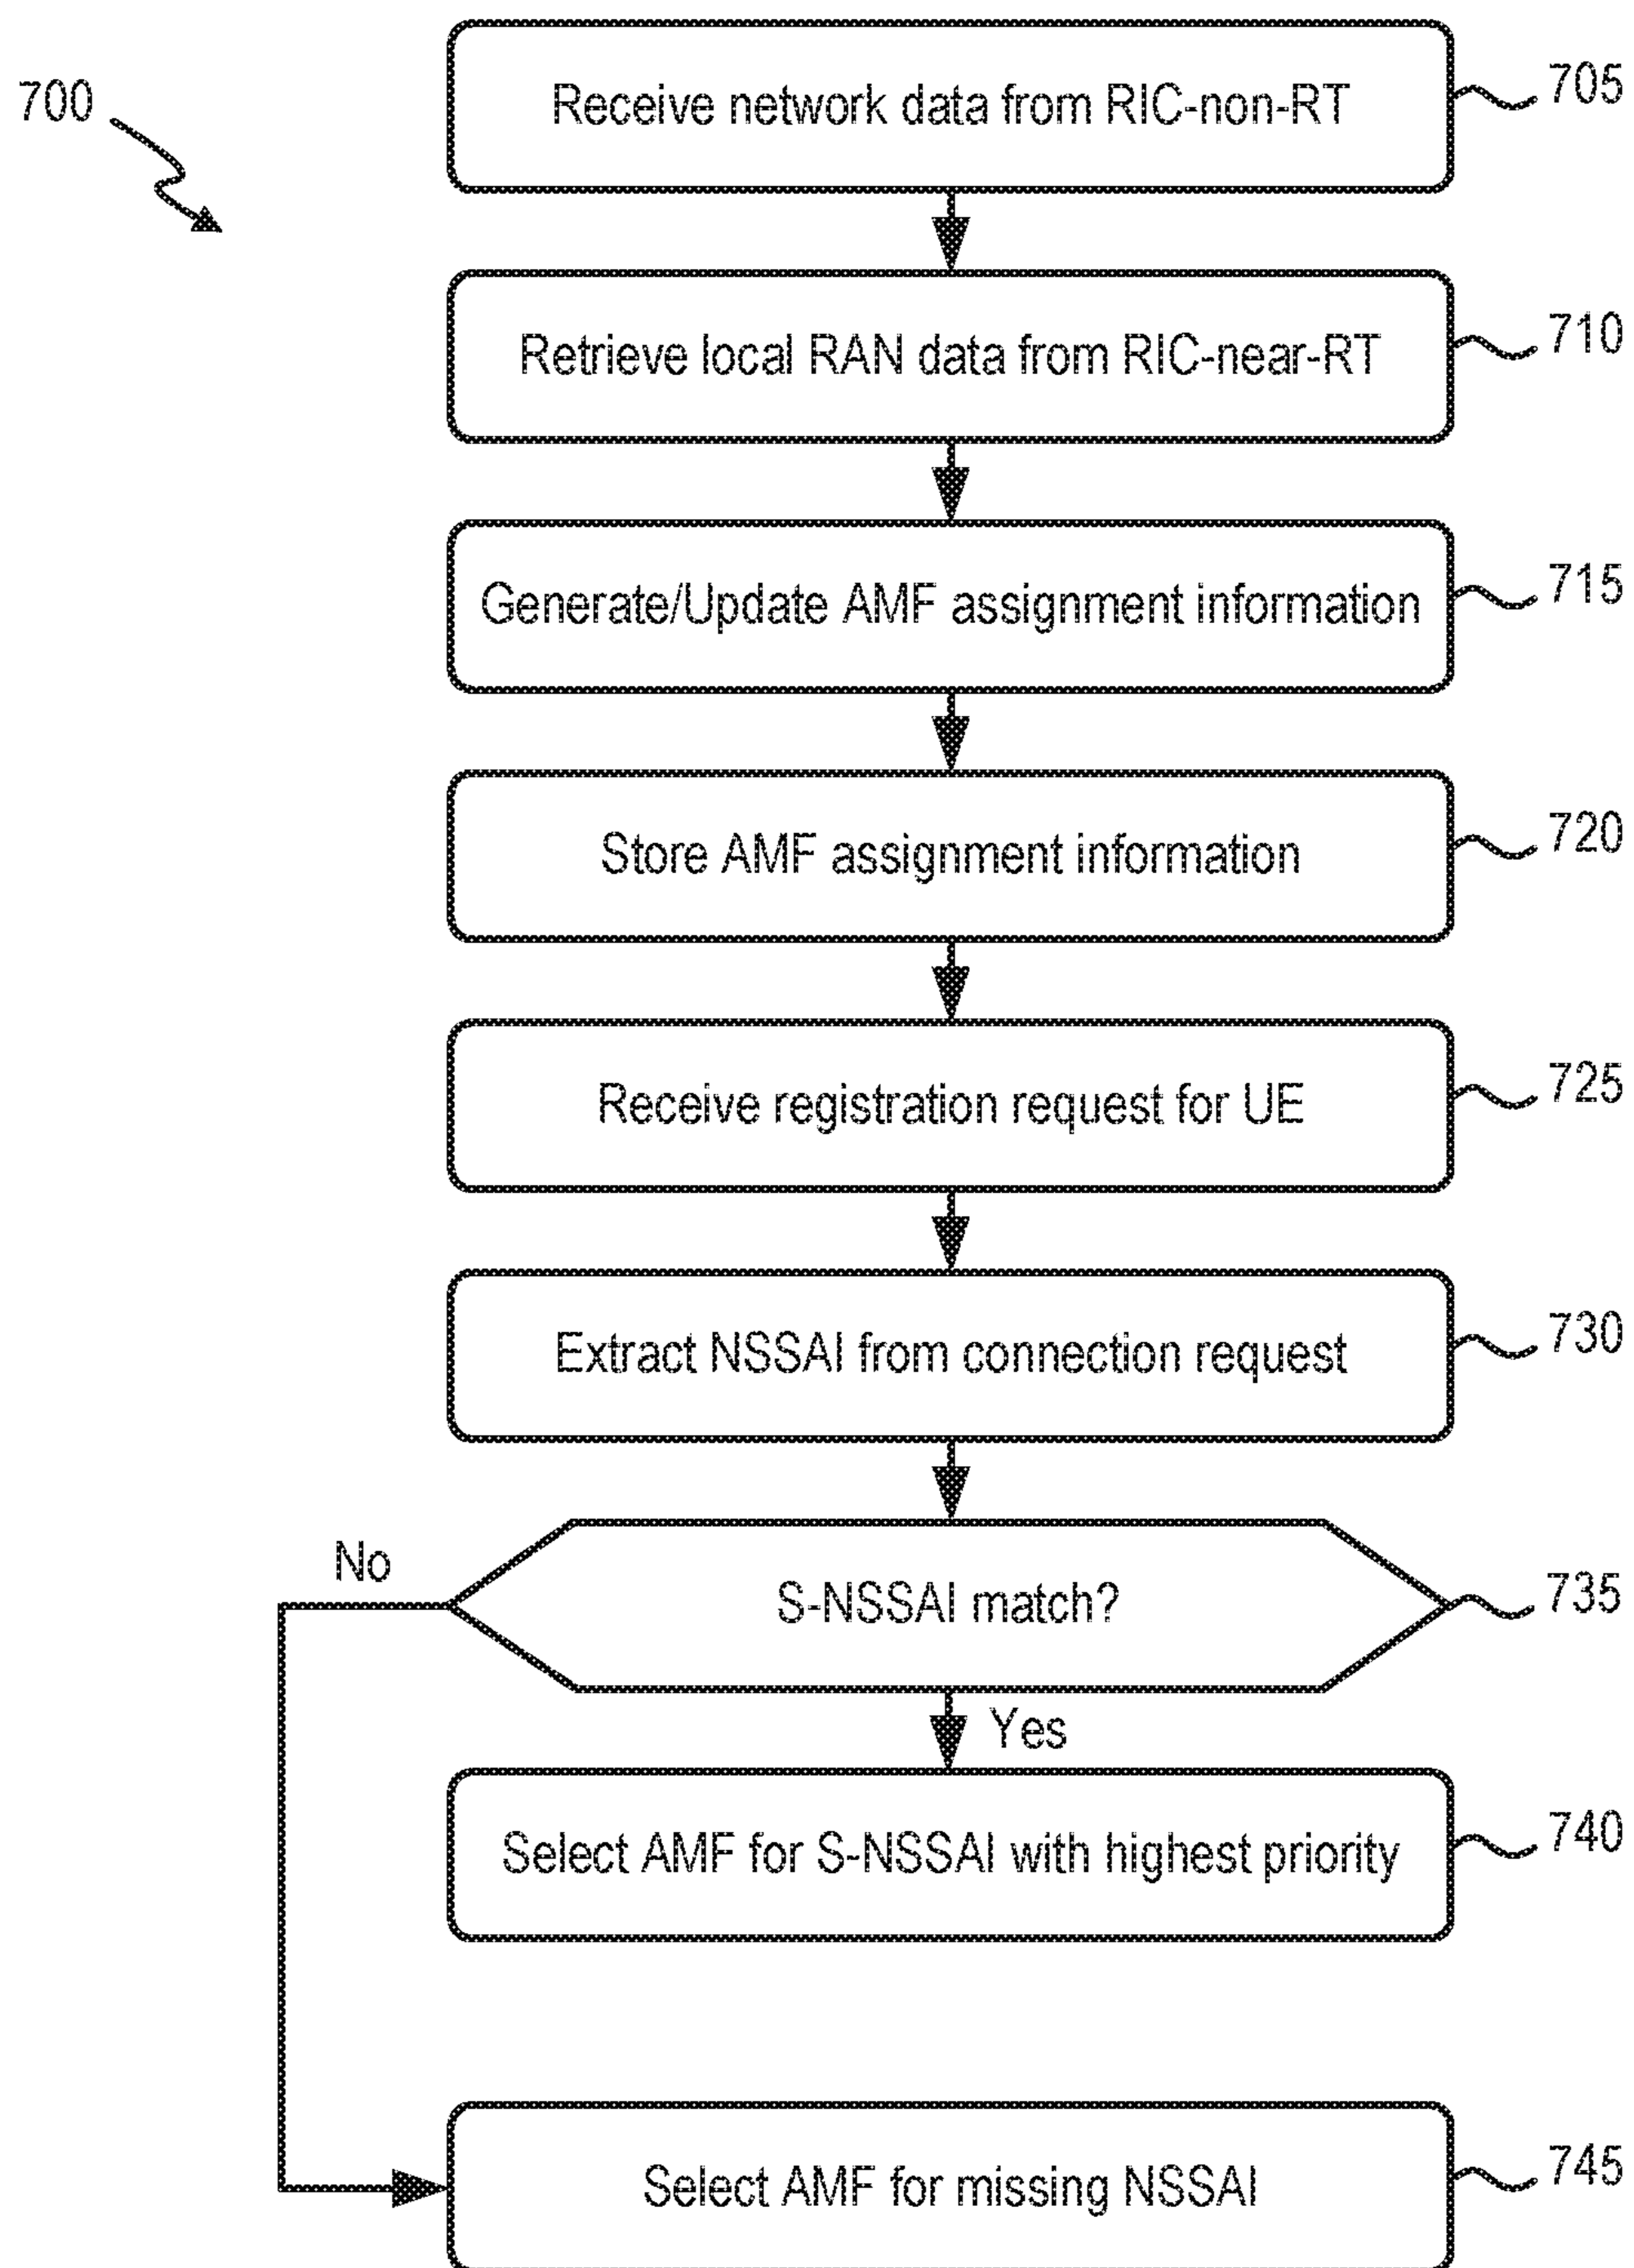 700
Receive network data from RIC-non-RT
705
Retrieve local RAN data from RIC-near-RT
710
Generate/Update AMF assignment information
715
Store AMF assignment information
720
Receive registration request for UE
725
Extract NSSAI from connection request
730
No
S-NSSAI match?
735
Yes
Select AMF for S-NSSAI with highest priority
740
Select AMF for missing NSSAI
745